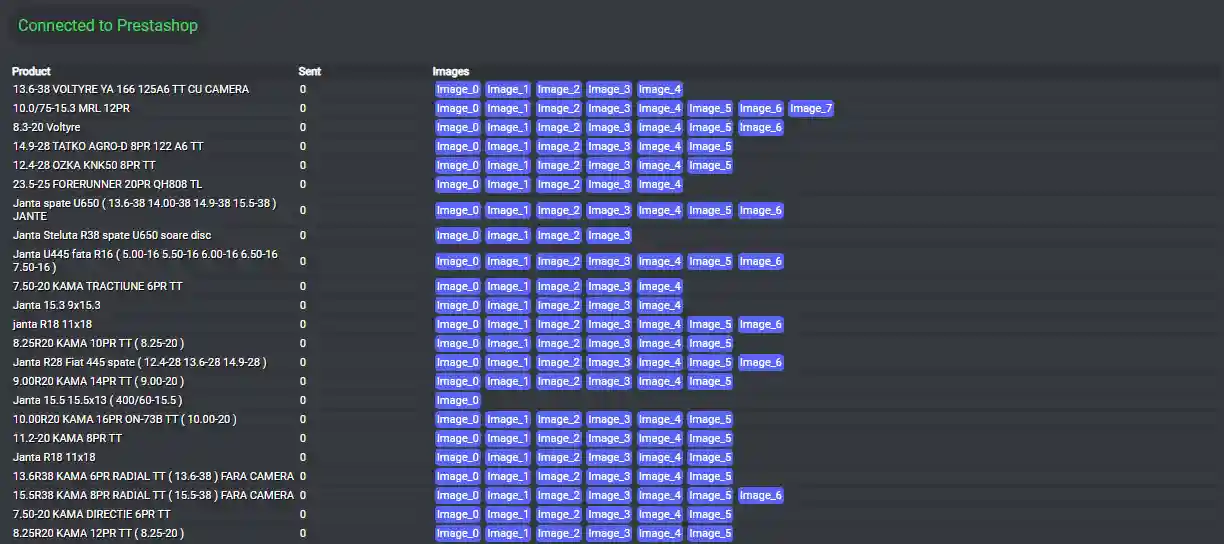 Connected to Prestashop
Product Sent Images
13.6-38 VOLTYRE YA 166 125A6 TT CU CAMERA 0 Image_0 Image_1 Image_2 Image_3 Image_4
10.0/75-15.3 MRL 12PR 0 Image_0 Image_1 Image_2 Image_3 Image_4 Image_5 Image_6 Image_7
8.3-20 Voltyre 0 Image_0 Image_1 Image_2 Image_3 Image_4 Image_5 Image_6
14.9-28 TATKO AGRO-D 8PR 122 A6 TT 0 Image_0 Image_1 Image_2 Image_3 Image_4 Image_5
12.4-28 OZKA KNK50 8PR TT 0 Image_0 Image_1 Image_2 Image_3 Image_4 Image_5
23.5-25 FORERUNNER 20PR QH808 TL 0 Image_0 Image_1 Image_2 Image_3 Image_4
Janta spate U650 ( 13.6-38 14.00-38 14.9-38 15.5-38 )
JANTE 0 Image_0 Image_1 Image_2 Image_3 Image_4 Image_5 Image_6
Janta Steluta R38 spate U650 soare disc 0 Image_0 Image_1 Image_2 Image_3
Janta U445 fata R16 ( 5.00-16 5.50-16 6.00-16 6.50-16
7.50-16 ) 0 Image_0 Image_1 Image_2 Image_3 Image_4 Image_5 Image_6
7.50-20 KAMA TRACTIUNE 6PR TT 0 Image_0 Image_1 Image_2 Image_3 Image_4
Janta 15.3 9x15.3 0 Image_0 Image_1 Image_2 Image_3 Image_4
janta R18 11x18 0 Image_0 Image_1 Image_2 Image_3 Image_4 Image_5 Image_6
8.25R20 KAMA 10PR TT ( 8.25-20 ) 0 Image_0 Image_1 Image_2 Image_3 Image_4 Image_5
Janta R28 Fiat 445 spate ( 12.4-28 13.6-28 14.9-28 ) 0 Image_0 Image_1 Image_2 Image_3 Image_4 Image_5 Image_6
9.00R20 KAMA 14PR TT ( 9.00-20 ) 0 Image_0 Image_1 Image_2 Image_3 Image_4 Image_5
Janta 15.5 15.5x13 ( 400/60-15.5 ) 0 Image_0
10.00R20 KAMA 16PR ON-73B TT ( 10.00-20 ) 0 Image_0 Image_1 Image_2 Image_3 Image_4 Image_5
11.2-20 KAMA 8PR TT 0 Image_0 Image_1 Image_2 Image_3 Image_4 Image_5
Janta R18 11x18 0 Image_0 Image_1 Image_2 Image_3 Image_4 Image_5
13.6R38 KAMA 6PR RADIAL TT ( 13.6-38 ) FARA CAMERA 0 Image_0 Image_1 Image_2 Image_3 Image_4 Image_5
15.5R38 KAMA 8PR RADIAL TT ( 15.5-38 ) FARA CAMERA 0 Image_0 Image_1 Image_2 Image_3 Image_4 Image_5 Image_6
7.50-20 KAMA DIRECTIE 6PR TT 0 Image_0 Image_1 Image_2 Image_3 Image_4 Image_5
8.25R20 KAMA 12PR TT ( 8.25-20 ) 0 Image_0 Image_1 Image_2 Image_3 Image_4 Image_5